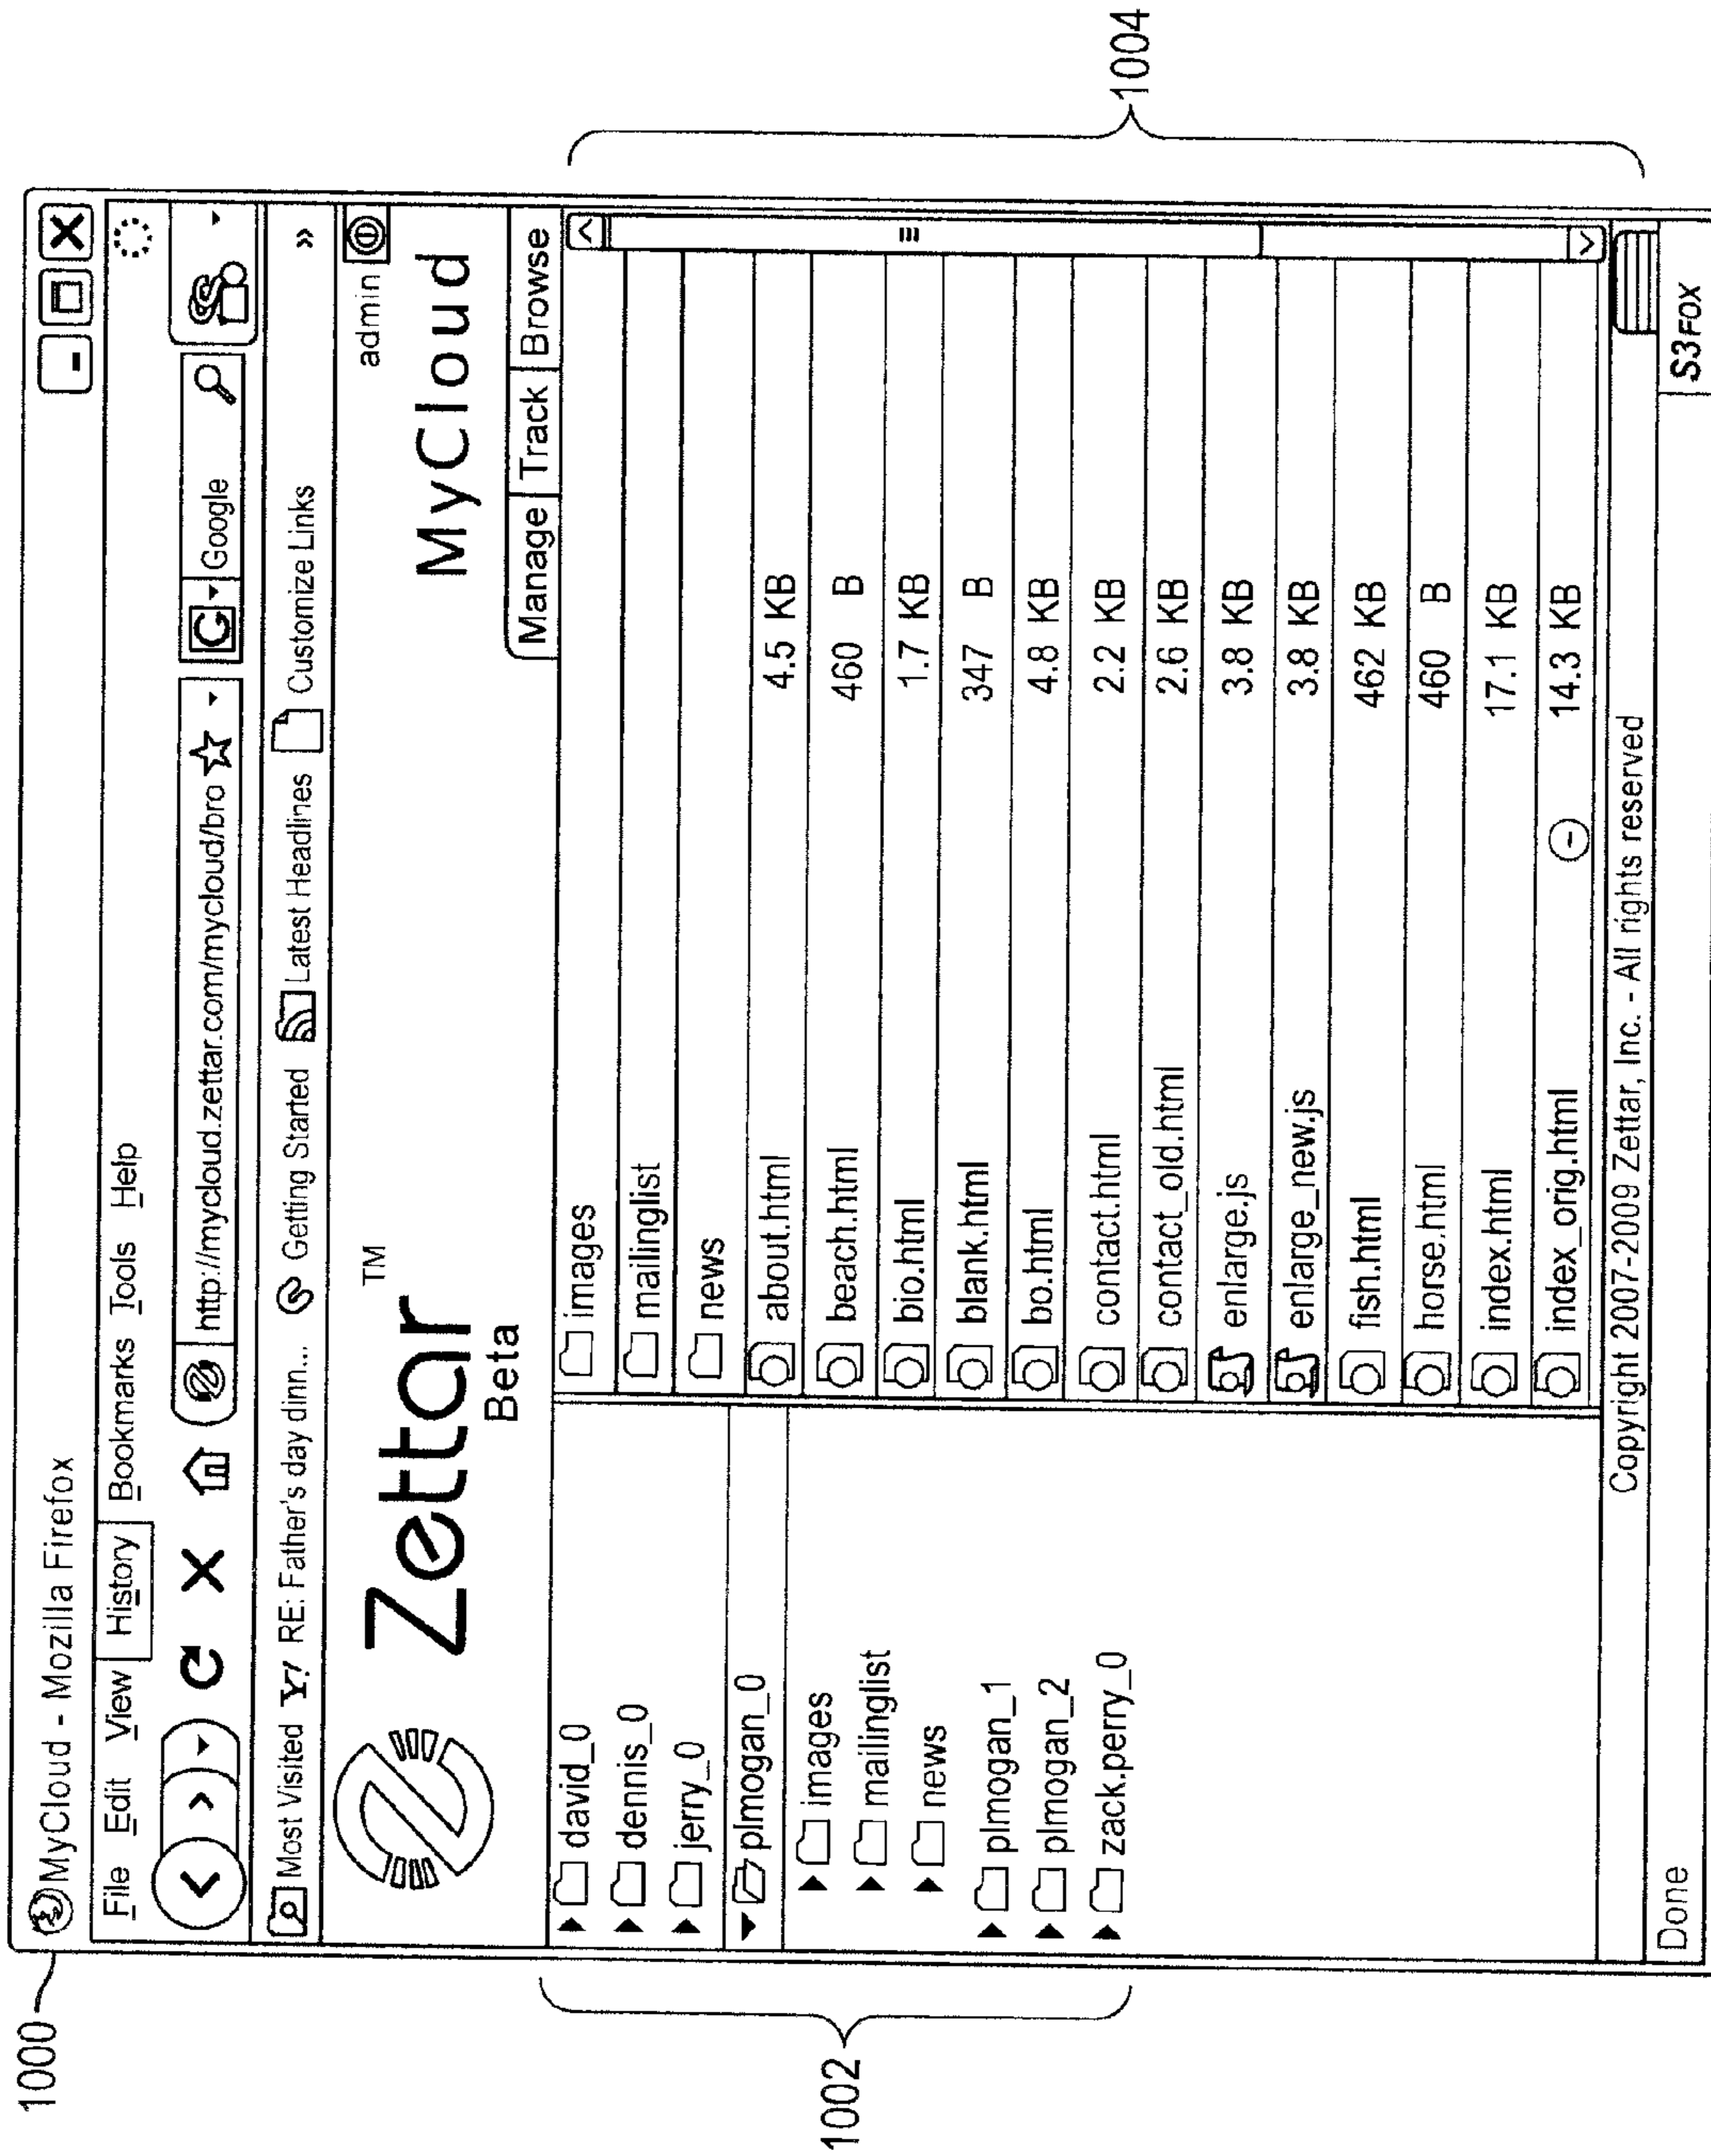 1000
MyCloud - Mozilla Firefox
File Edit View History Bookmarks Tools Help
http://mycloud.zettar.com/mycloud/bro Google
Most Visited Y! RE: Father's day dinn... Getting Started Latest Headlines Customize Links
admin
Zettar TM
Beta
MyCloud
Manage Track Browse
1002
david_0
dennis_0
jerry_0
plmogan_0
images
mailinglist
news
plmogan_1
plmogan_2
zack.perry_0
images
mailinglist
news
about.html 4.5 KB
beach.html 460 B
bio.html 1.7 KB
blank.html 347 B
bo.html 4.8 KB
contact.html 2.2 KB
contact_old.html 2.6 KB
enlarge.js 3.8 KB
enlarge_new.js 3.8 KB
fish.html 462 KB
horse.html 460 B
index.html 17.1 KB
index_orig.html 14.3 KB
1004
Copyright 2007-2009 Zettar, Inc. - All rights reserved
Done S3FOX